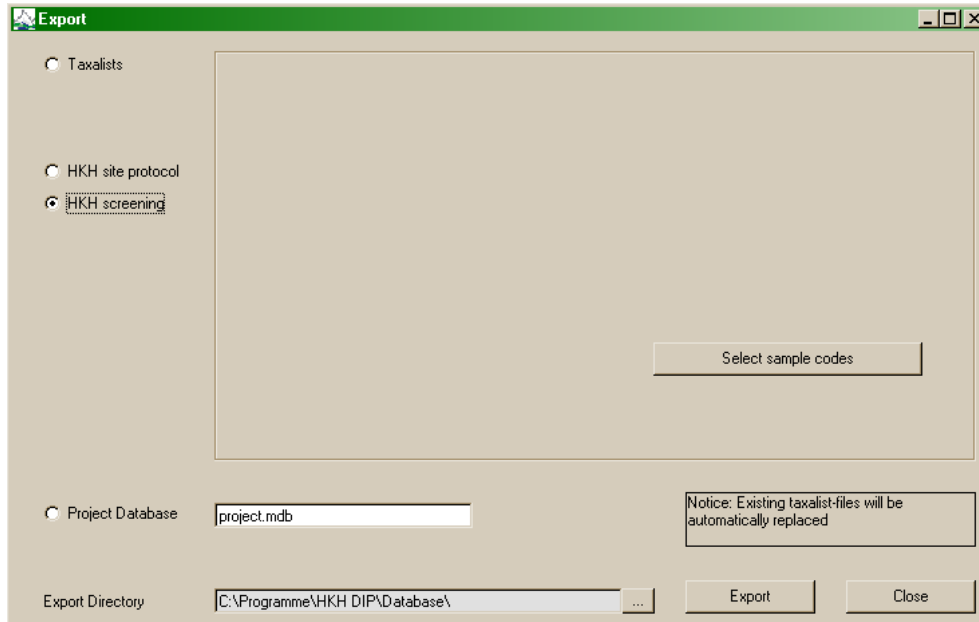 Export
Taxalists
HKH site protocol
HKH screening
Select sample codes
Project Database
project.mdb
Notice: Existing taxalist-files will be
automatically replaced
Export Directory
C:\Programme\HKH DIP\Database\
...
Export
Close